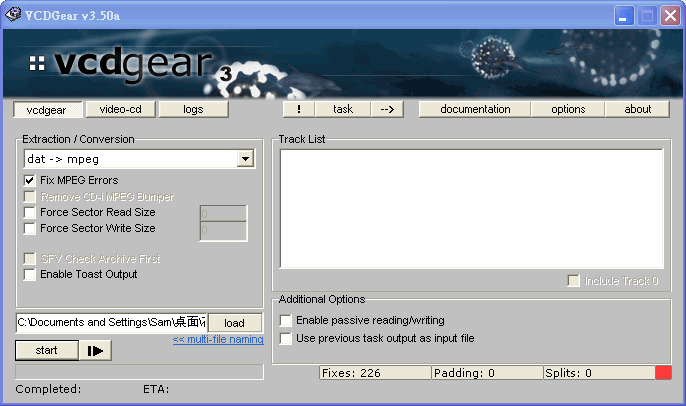 VCDGear v3.50a
vcdgear 3
vcdgear video-cd logs ! task --> documentation options about
Extraction / Conversion
dat -> mpeg
Fix MPEG Errors
Remove CD-i MPEG Bumper
Force Sector Read Size 0
Force Sector Write Size 0
SFV Check Archive First
Enable Toast Output
Track List
Include Track 0
C:\Documents and Settings\Sam\桌面\ load
<< multi-file naming
start
Additional Options
Enable passive reading/writing
Use previous task output as input file
Fixes: 226 Padding: 0 Splits: 0
Completed: ETA: